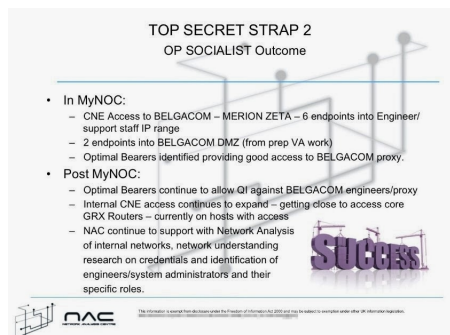 TOP SECRET STRAP 2
OP SOCIALIST Outcome
• In MyNOC:
– CNE Access to BELGACOM – MERION ZETA – 6 endpoints into Engineer/
support staff IP range
– 2 endpoints into BELGACOM DMZ (from prep VA work)
– Optimal Bearers identified providing good access to BELGACOM proxy.
• Post MyNOC:
– Optimal Bearers continue to allow QI against BELGACOM engineers/proxy
– Internal CNE access continues to expand – getting close to access core
GRX Routers – currently on hosts with access
– NAC continue to support with Network Analysis
of internal networks, network understanding
research on credentials and identification of
engineers/system administrators and their
specific roles.
SUCCESS
NAC
NETWORK ANALYSIS CENTRE
This information is exempt from disclosure under the Freedom of Information Act 2000 and may be subject to exemption under other UK information legislation.